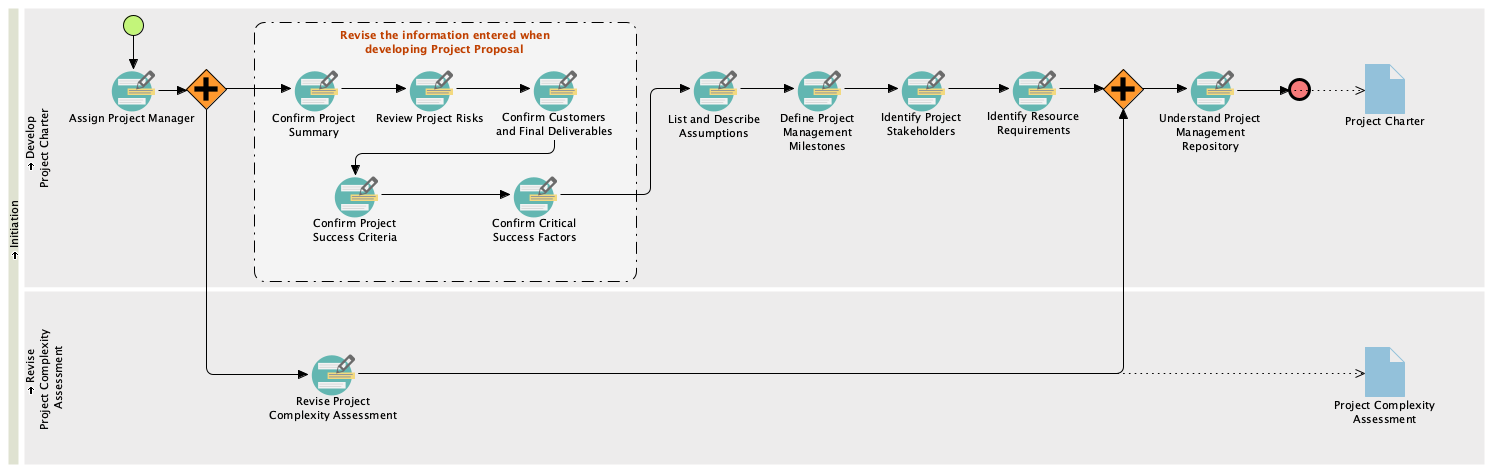 → Initiation
→ Develop
Project Charter
Assign Project Manager
Revise the information entered when
developing Project Proposal
Confirm Project
Summary
Review Project Risks
Confirm Customers
and Final Deliverables
Confirm Project
Success Criteria
Confirm Critical
Success Factors
List and Describe
Assumptions
Define Project
Management
Milestones
Identify Project
Stakeholders
Identify Resource
Requirements
Understand Project
Management
Repository
Project Charter
→ Revise
Project Complexity
Assessment
Revise Project
Complexity Assessment
Project Complexity
Assessment